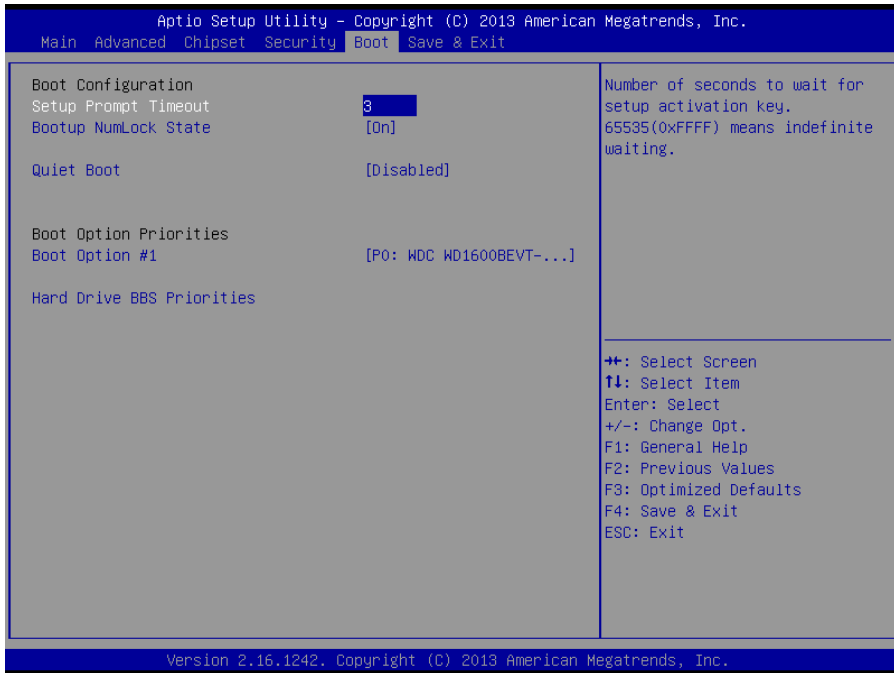 Aptio Setup Utility – Copyright (C) 2013 American Megatrends, Inc.
Main Advanced Chipset Security Boot Save & Exit
Boot Configuration
Setup Prompt Timeout 3
Bootup NumLock State [On]
Quiet Boot [Disabled]
Boot Option Priorities
Boot Option #1 [P0: WDC WD1600BEVT-...]
Hard Drive BBS Priorities
Number of seconds to wait for
setup activation key.
65535(0xFFFF) means indefinite
waiting.
→←: Select Screen
↑↓: Select Item
Enter: Select
+/-: Change Opt.
F1: General Help
F2: Previous Values
F3: Optimized Defaults
F4: Save & Exit
ESC: Exit
Version 2.16.1242. Copyright (C) 2013 American Megatrends, Inc.